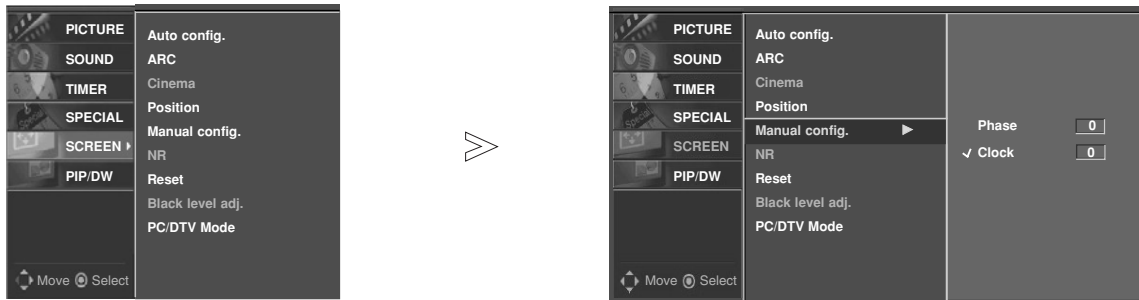 PICTURE
SOUND
TIMER
SPECIAL
SCREEN
PIP/DW
Move Select
Auto config.
ARC
Cinema
Position
Manual config.
NR
Reset
Black level adj.
PC/DTV Mode
PICTURE
SOUND
TIMER
SPECIAL
SCREEN
PIP/DW
Move Select
Auto config.
ARC
Cinema
Position
Manual config. ►
NR
Reset
Black level adj.
PC/DTV Mode
Phase 0
✓ Clock 0